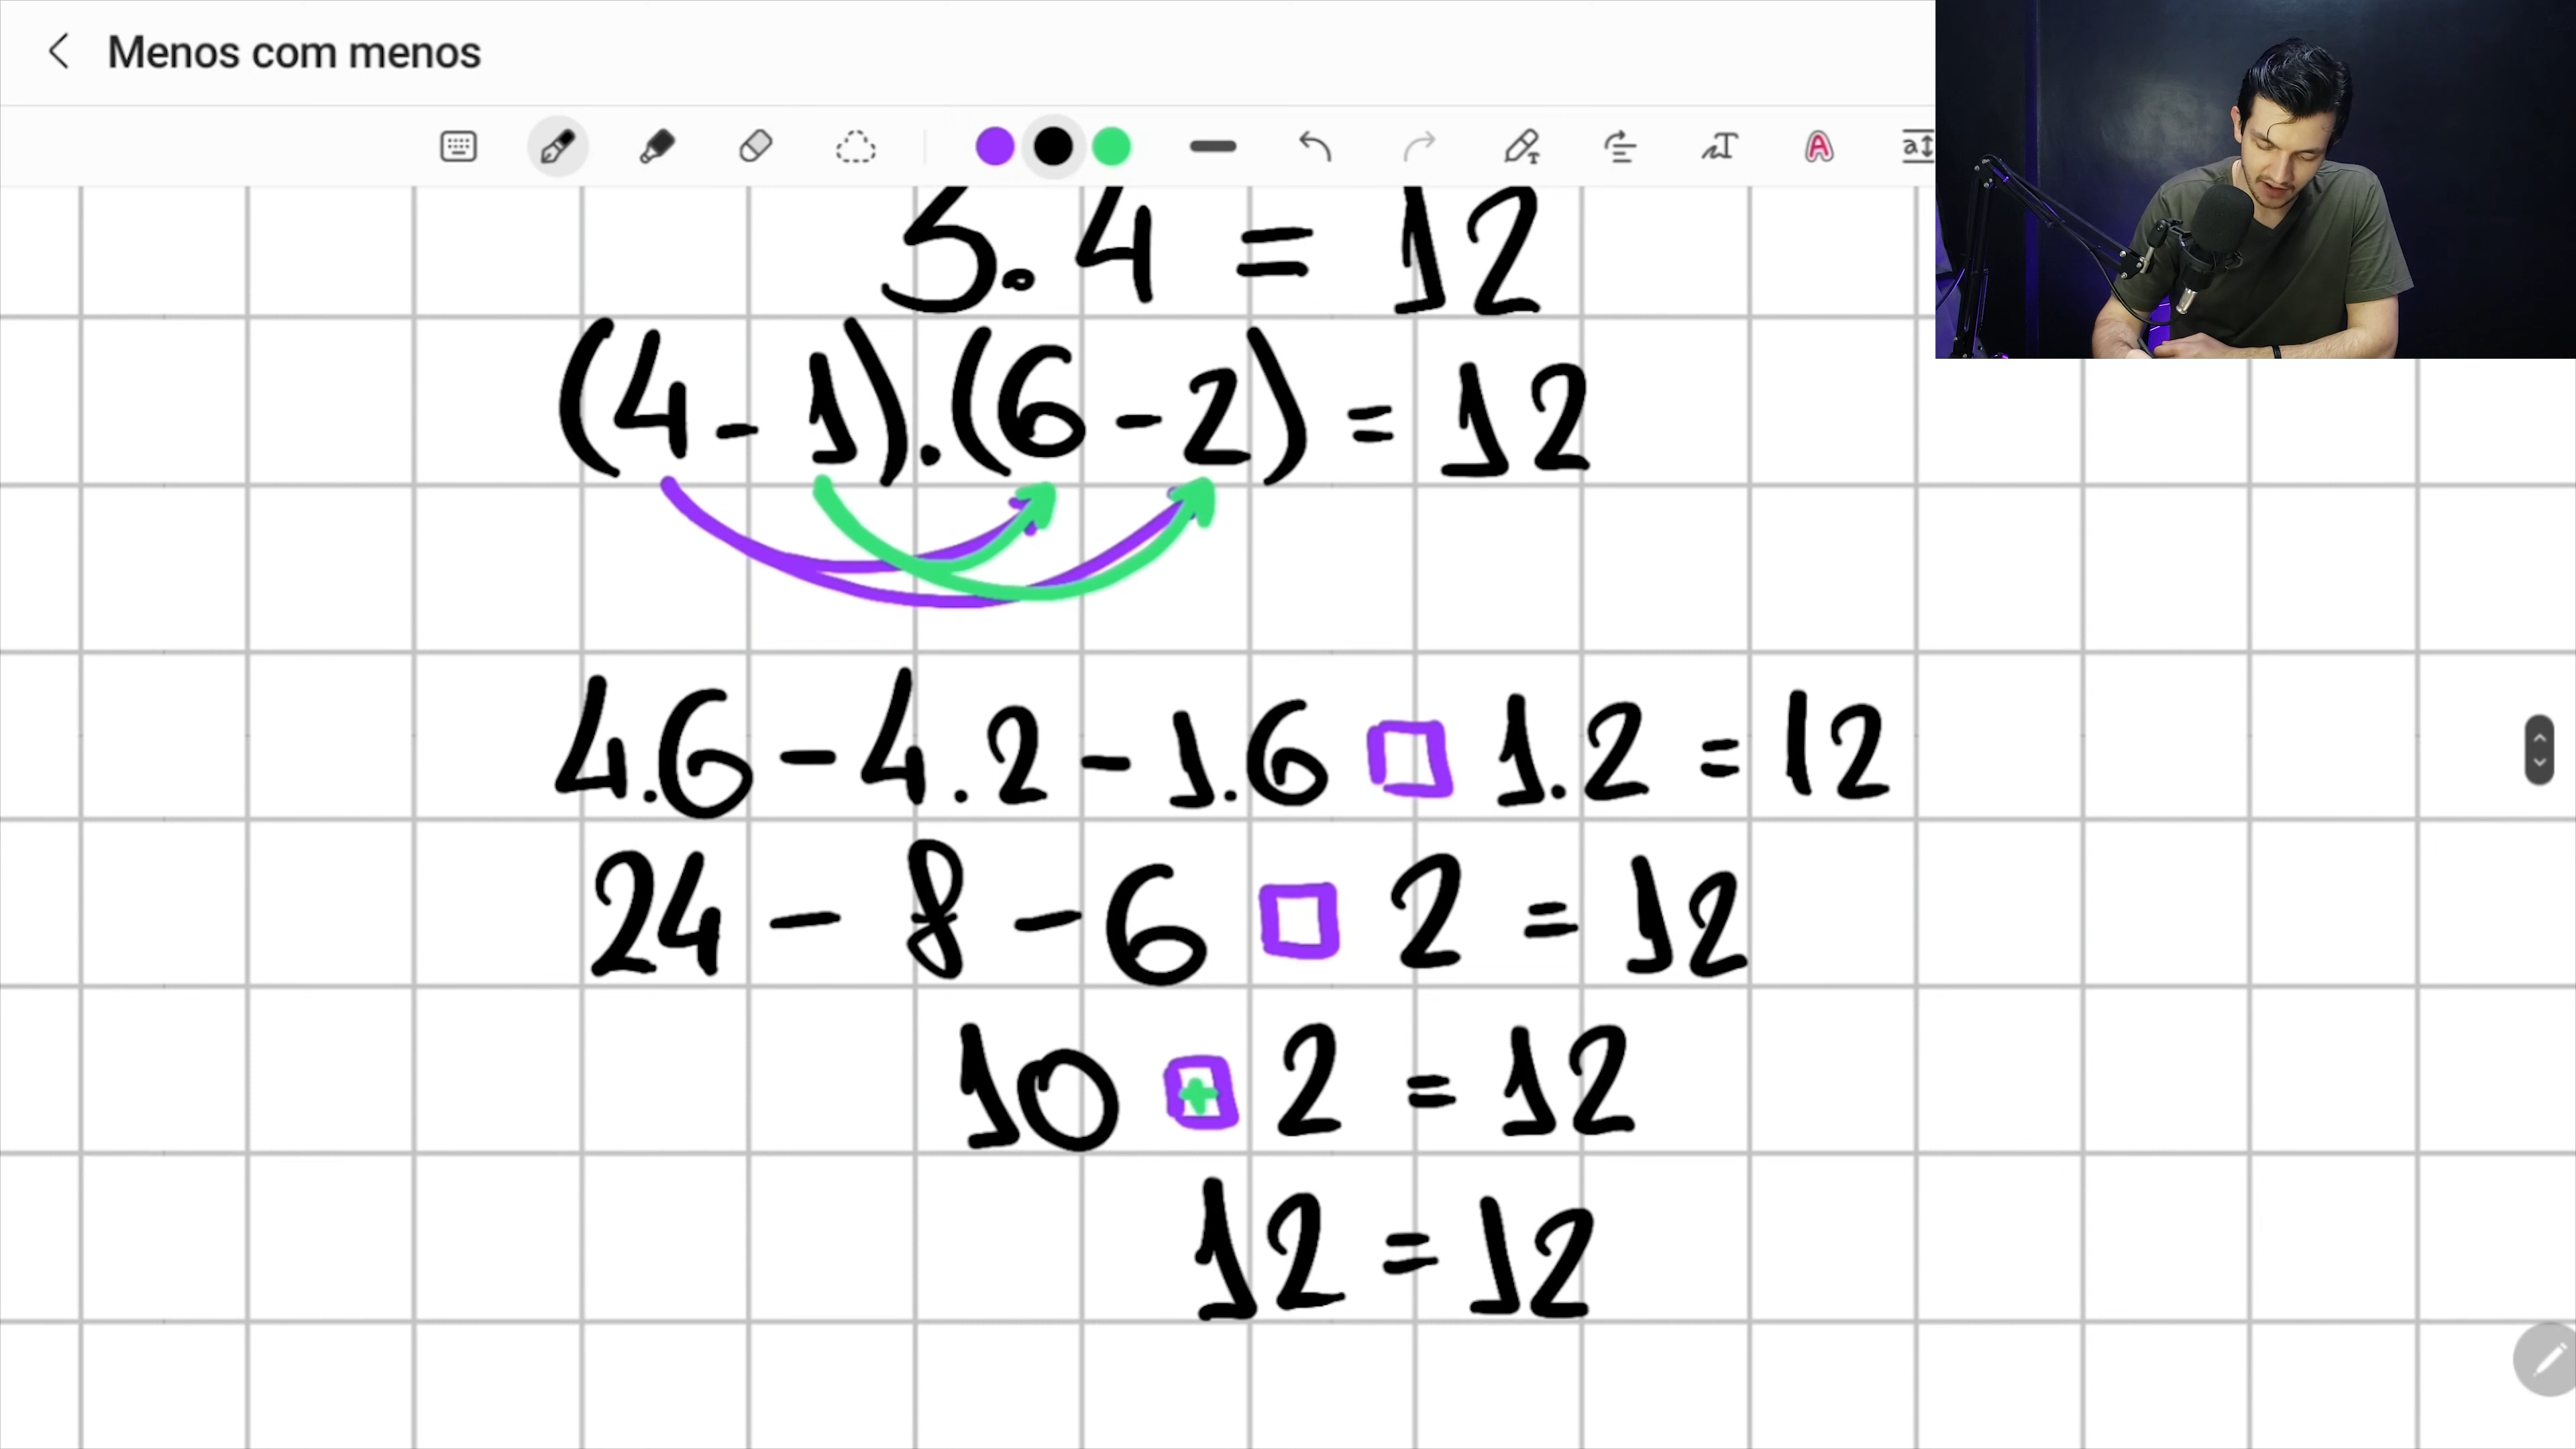 Menos com menos
3.4 = 12
(4-1).(6-2) = 12
4.6-4.2-1.6 □ 1.2 = 12
24-8-6 □ 2 = 12
10 + 2 = 12
12 = 12